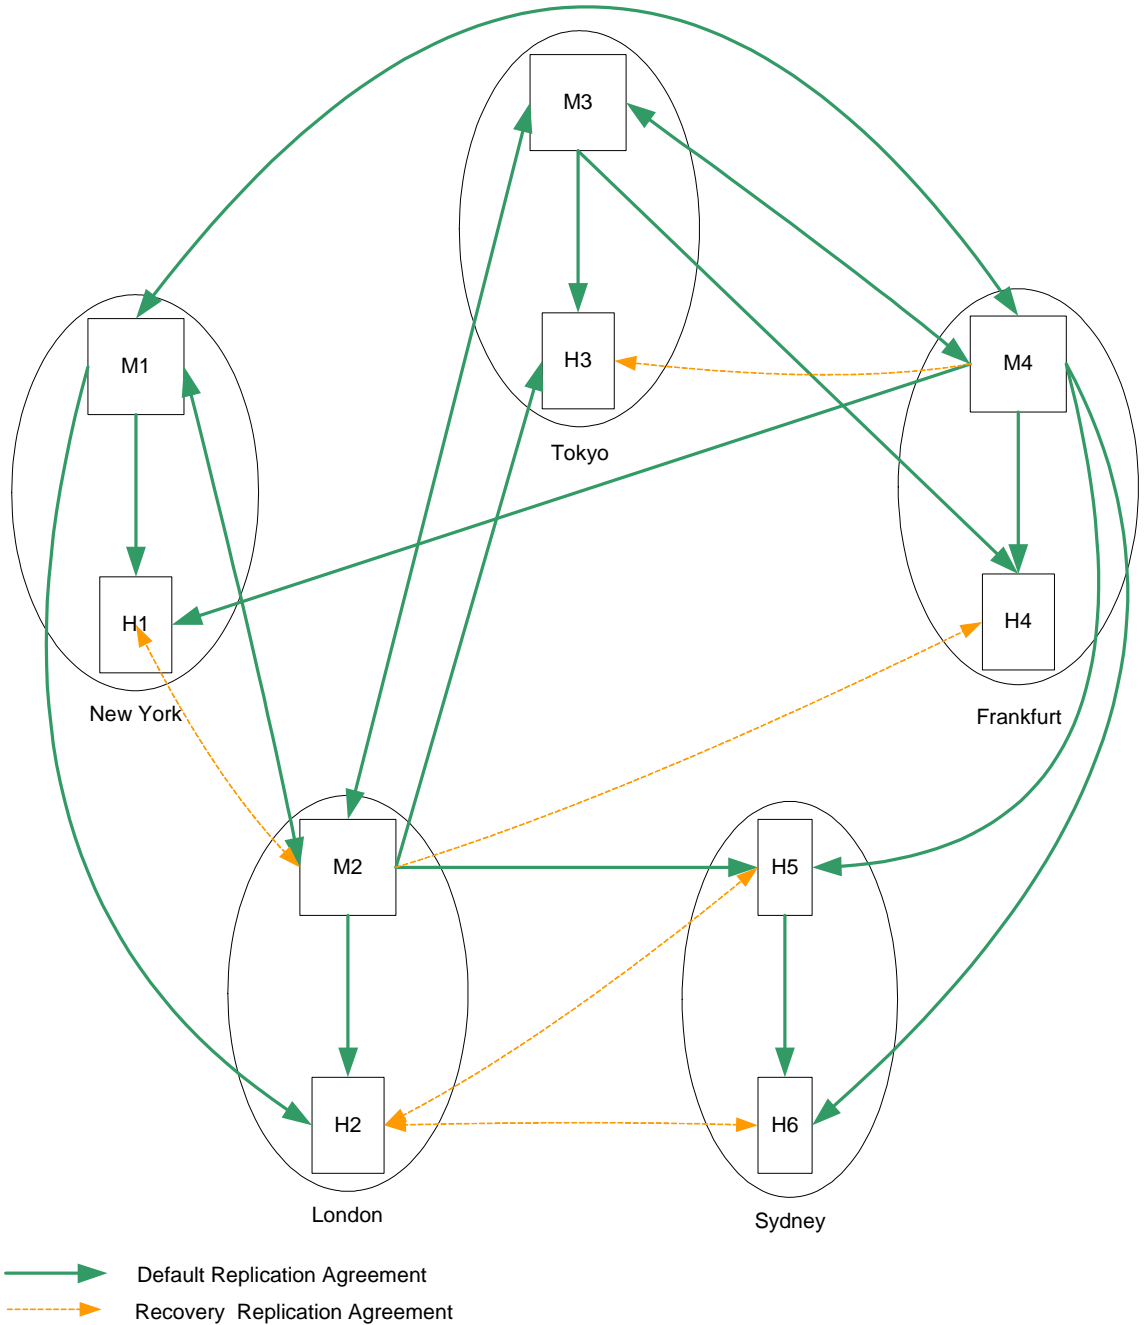 M3
M1
H3
M4
Tokyo
H1
H4
New York
Frankfurt
M2
H5
H2
H6
London
Sydney
Default Replication Agreement
Recovery Replication Agreement